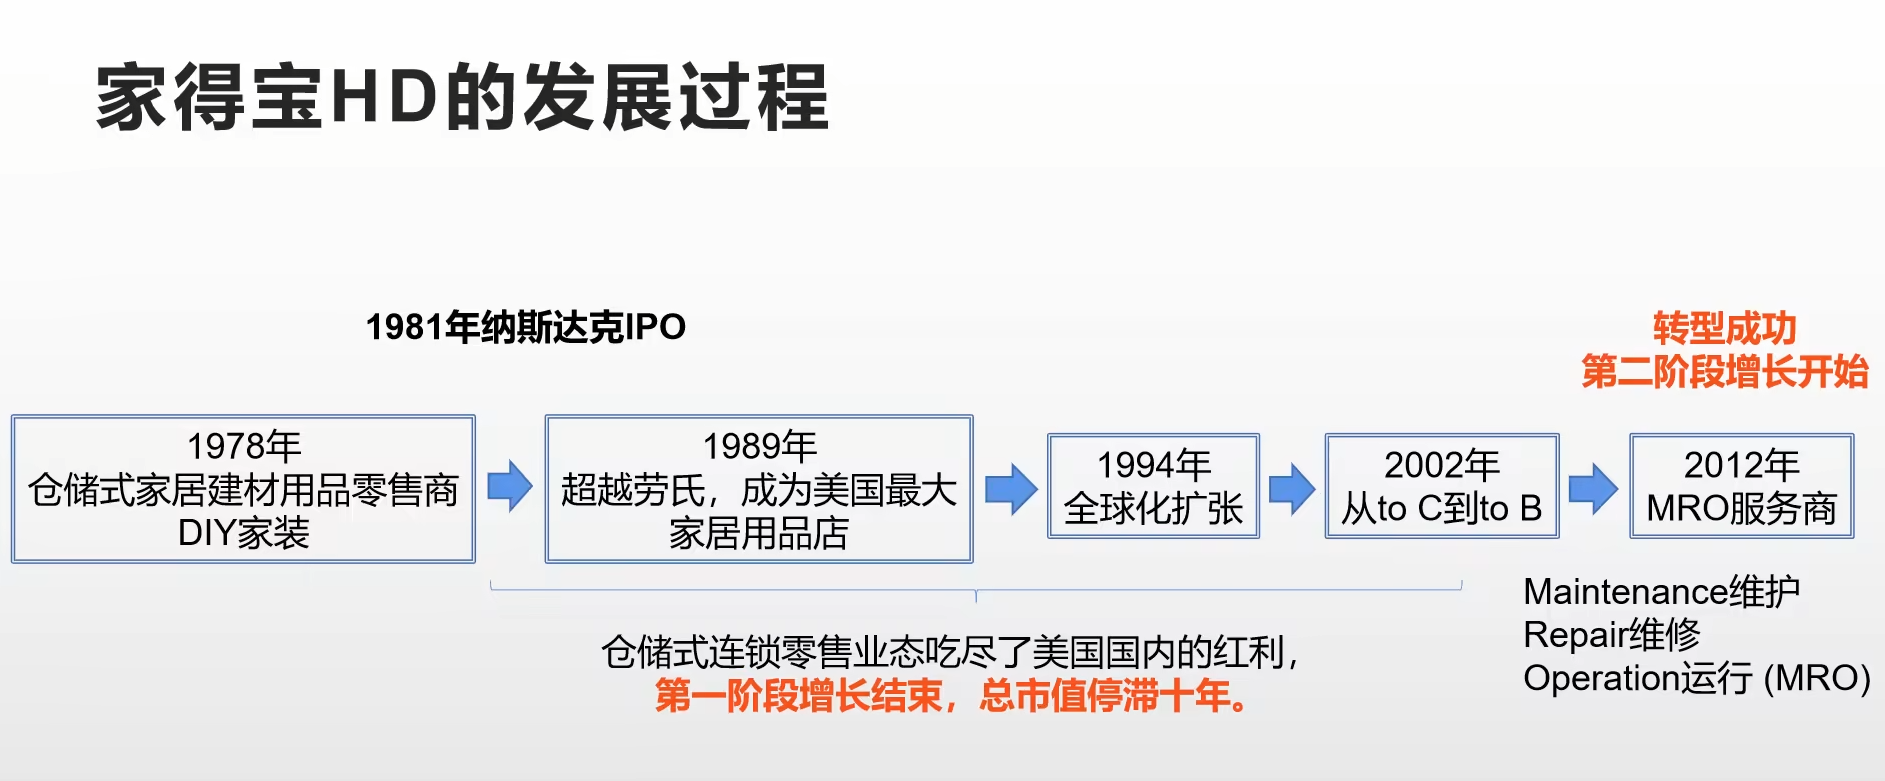 家得宝HD的发展过程
1981年纳斯达克IPO
转型成功
第二阶段增长开始
1978年
仓储式家居建材用品零售商
DIY家装
1989年
超越劳氏，成为美国最大
家居用品店
1994年
全球化扩张
2002年
从to C到to B
2012年
MRO服务商
仓储式连锁零售业态吃尽了美国国内的红利，
第一阶段增长结束，总市值停滞十年。
Maintenance维护
Repair维修
Operation运行 (MRO)